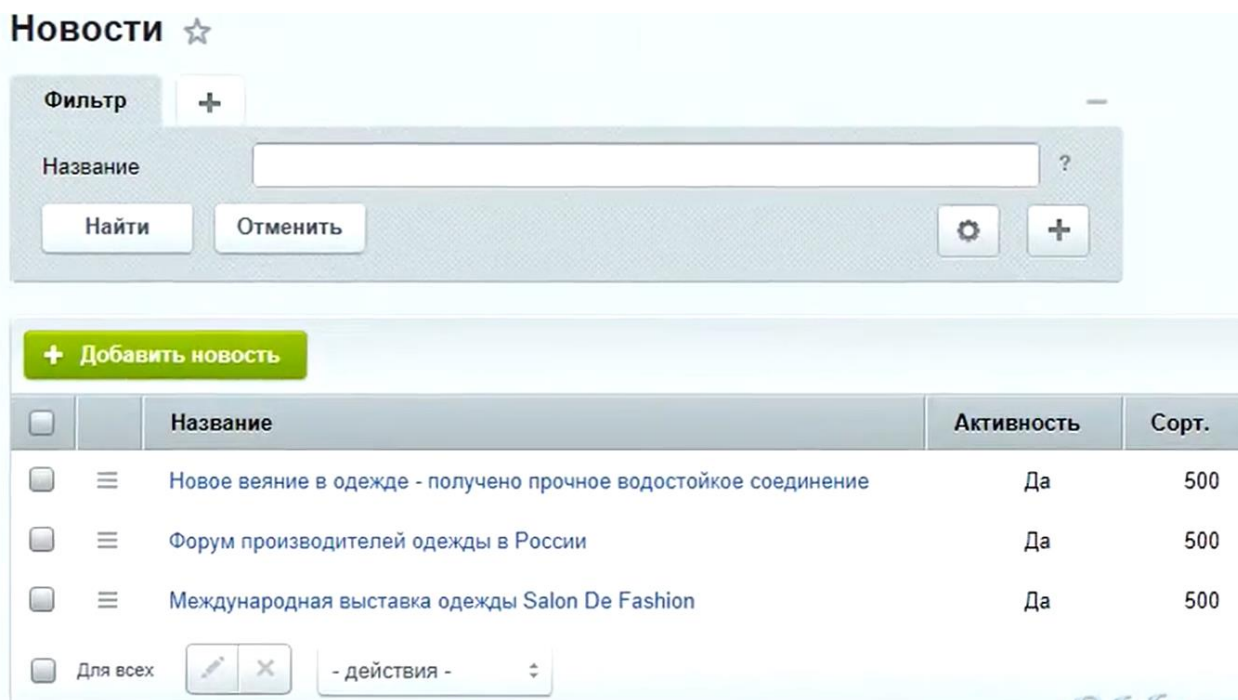 Новости
Фильтр
Название
?
Найти Отменить
Добавить новость
Название Активность Сорт.
Новое веяние в одежде - получено прочное водостойкое соединение Да 500
Форум производителей одежды в России Да 500
Международная выставка одежды Salon De Fashion Да 500
Для всех - действия -